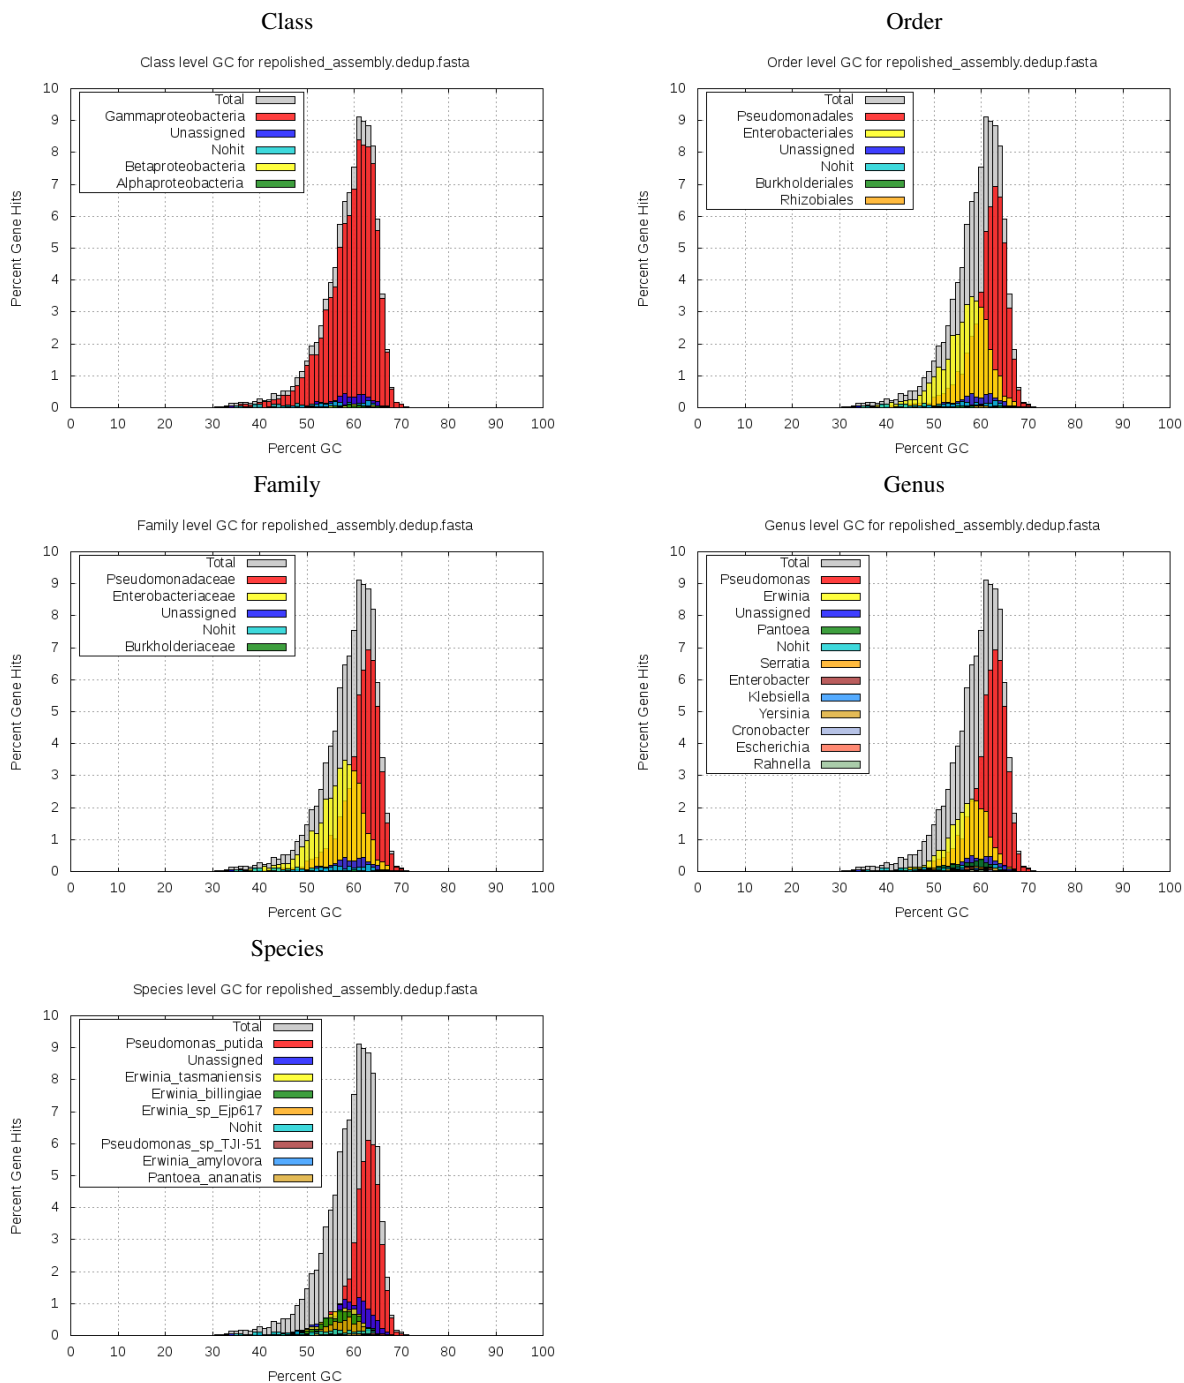 Class
Class level GC for repolished_assembly.dedup.fasta
Percent Gene Hits
10
9
8
7
6
5
4
3
2
1
0
Total
Gammaproteobacteria
Unassigned
Nohit
Betaproteobacteria
Alphaproteobacteria
0 10 20 30 40 50 60 70 80 90 100
Percent GC
Order
Order level GC for repolished_assembly.dedup.fasta
Percent Gene Hits
10
9
8
7
6
5
4
3
2
1
0
Total
Pseudomonadales
Enterobacteriales
Unassigned
Nohit
Burkholderiales
Rhizobiales
0 10 20 30 40 50 60 70 80 90 100
Percent GC
Family
Family level GC for repolished_assembly.dedup.fasta
Percent Gene Hits
10
9
8
7
6
5
4
3
2
1
0
Total
Pseudomonadaceae
Enterobacteriaceae
Unassigned
Nohit
Burkholderiaceae
0 10 20 30 40 50 60 70 80 90 100
Percent GC
Genus
Genus level GC for repolished_assembly.dedup.fasta
Percent Gene Hits
10
9
8
7
6
5
4
3
2
1
0
Total
Pseudomonas
Erwinia
Unassigned
Pantoea
Nohit
Serratia
Enterobacter
Klebsiella
Yersinia
Cronobacter
Escherichia
Rahnella
0 10 20 30 40 50 60 70 80 90 100
Percent GC
Species
Species level GC for repolished_assembly.dedup.fasta
Percent Gene Hits
10
9
8
7
6
5
4
3
2
1
0
Total
Pseudomonas_putida
Unassigned
Erwinia_tasmaniensis
Erwinia_billingiae
Erwinia_sp_Ejp617
Nohit
Pseudomonas_sp_TJI-51
Erwinia_amylovora
Pantoea_ananatis
0 10 20 30 40 50 60 70 80 90 100
Percent GC